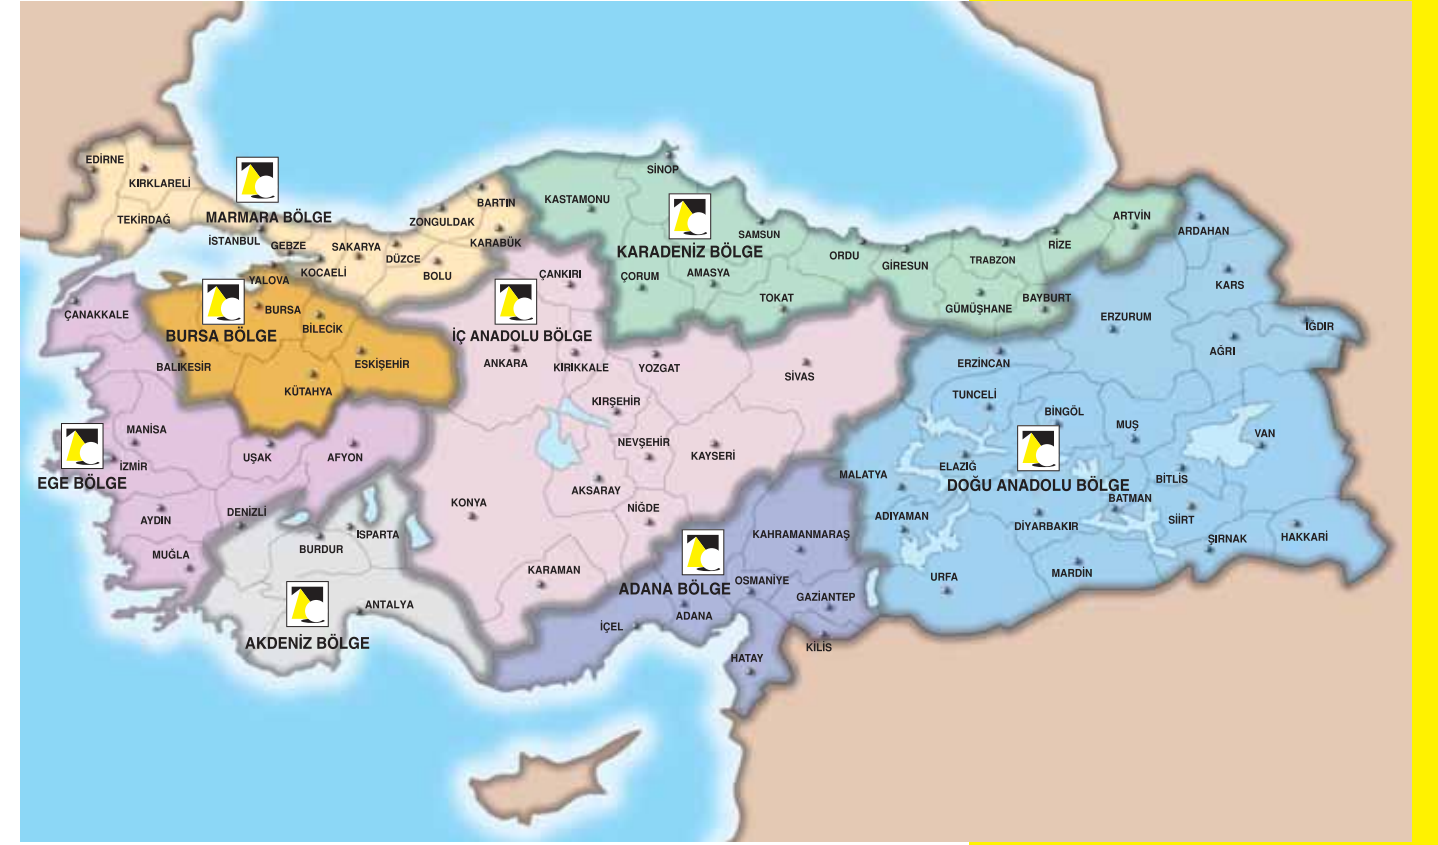 EDİRNE
KIRKLARELİ
TEKİRDAĞ
MARMARA BÖLGE
İSTANBUL
GEBZE
KOCAELİ
SAKARYA
DÜZCE
BOLU
ZONGULDAK
BARTIN
KARABÜK
YALOVA
BURSA
BİLECİK
BURSA BÖLGE
BALIKESİR
ESKİŞEHİR
KÜTAHYA
ÇANAKKALE
MANİSA
İZMİR
EGE BÖLGE
UŞAK
AFYON
AYDIN
DENİZLİ
MUĞLA
ISPARTA
BURDUR
ANTALYA
AKDENİZ BÖLGE
ÇANKIRI
İÇ ANADOLU BÖLGE
ANKARA
KIRIKKALE
YOZGAT
SİVAS
KIRŞEHİR
NEVŞEHİR
KAYSERİ
AKSARAY
NİĞDE
KONYA
KARAMAN
SİNOP
KASTAMONU
KARADENİZ BÖLGE
SAMSUN
ÇORUM
AMASYA
TOKAT
ORDU
GİRESUN
TRABZON
RİZE
ARTVİN
GÜMÜŞHANE
BAYBURT
ARDAHAN
KARS
IĞDIR
ERZURUM
AĞRI
ERZİNCAN
TUNCELİ
BİNGÖL
MUŞ
VAN
MALATYA
ELAZIĞ
DOĞU ANADOLU BÖLGE
BİTLİS
BATMAN
SİİRT
ADIYAMAN
DİYARBAKIR
ŞIRNAK
HAKKARİ
URFA
MARDİN
KAHRAMANMARAŞ
ADANA BÖLGE
OSMANİYE
GAZİANTEP
ADANA
İÇEL
HATAY
KİLİS